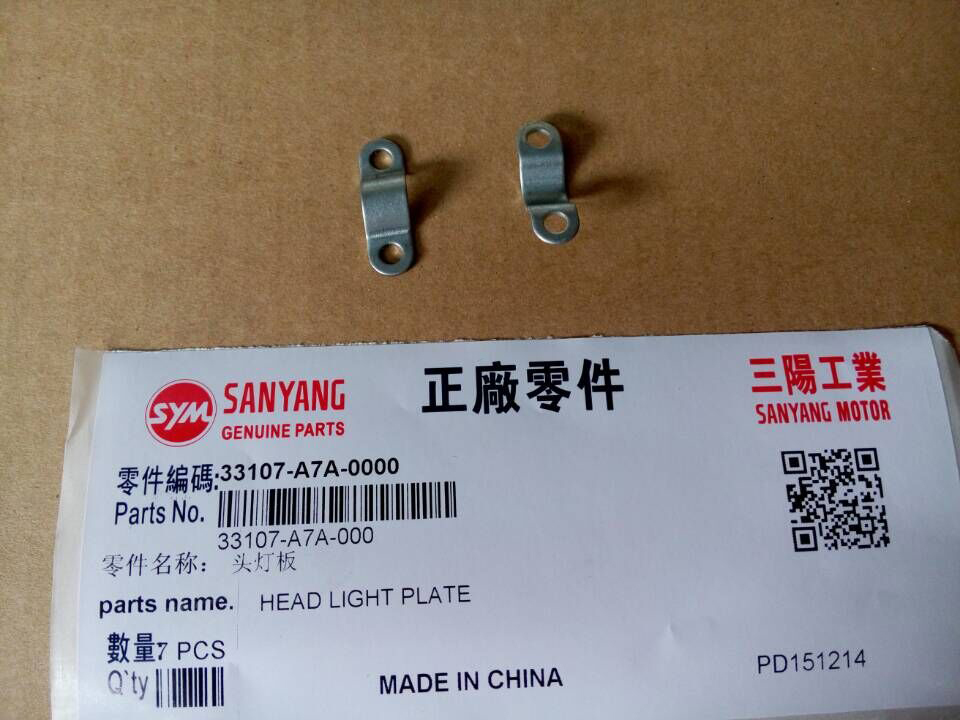 SYM SANYANG GENUINE PARTS
正廠零件
三陽工業
SANYANG MOTOR
零件編碼:33107-A7A-0000
Parts No.
33107-A7A-000
零件名称： 头灯板
parts name. HEAD LIGHT PLATE
數量7 PCS
Q`ty
MADE IN CHINA
PD151214